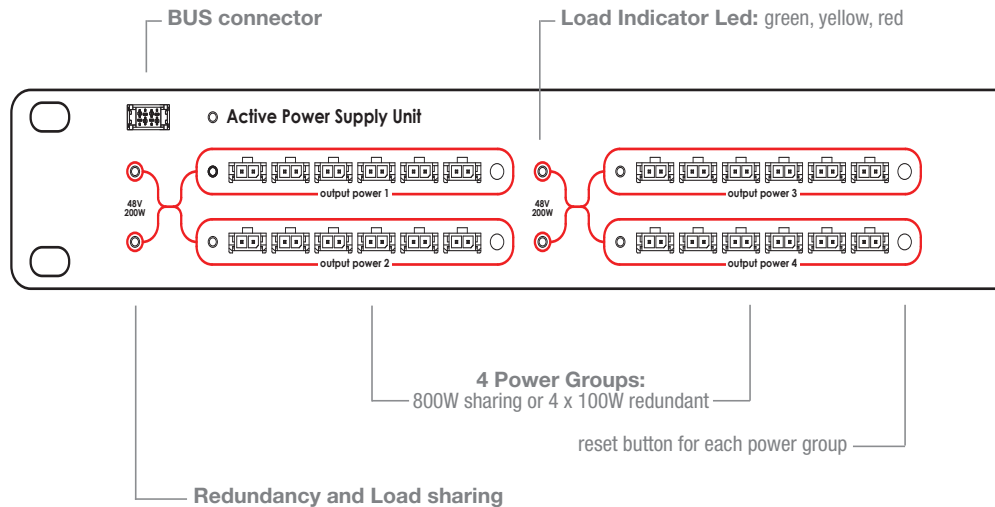 BUS connector
Load Indicator Led: green, yellow, red
Active Power Supply Unit
output power 1
output power 3
48V
200W
48V
200W
output power 2
output power 4
4 Power Groups:
800W sharing or 4 x 100W redundant
reset button for each power group
Redundancy and Load sharing